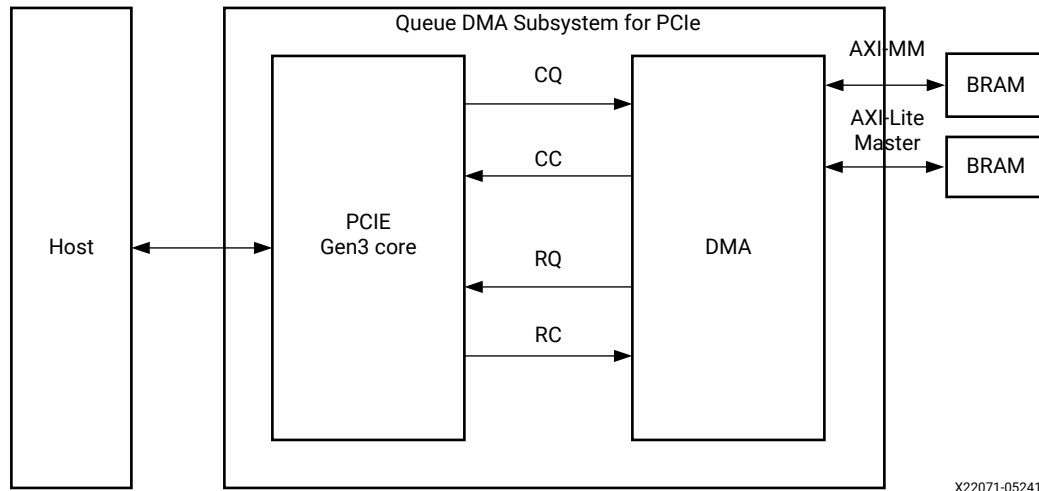 Queue DMA Subsystem for PCIe
Host
PCIE
Gen3 core
CQ
CC
RQ
RC
DMA
AXI-MM
BRAM
AXI-Lite
Master
BRAM
X22071-05241